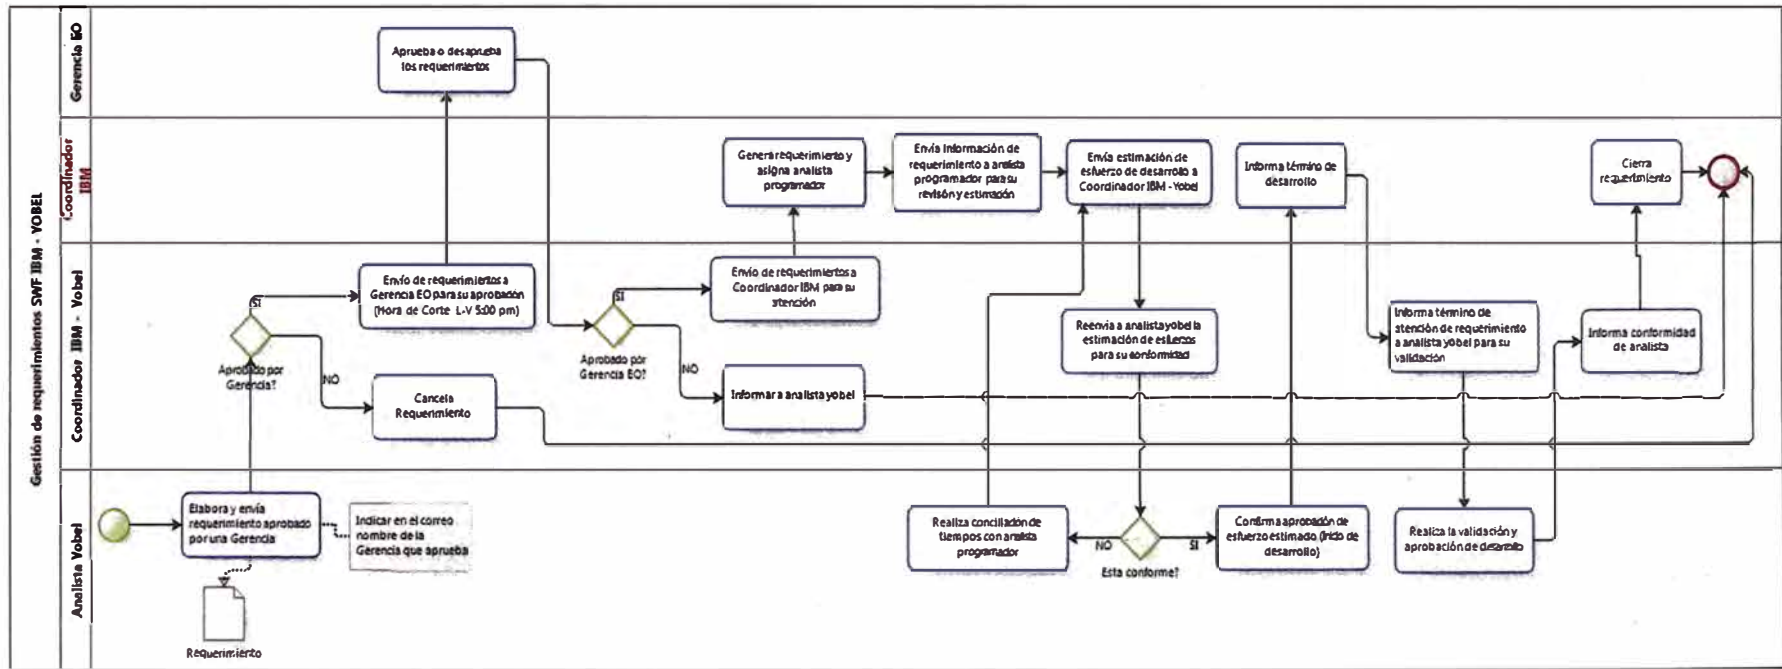 Gestión de requerimientos SWF IBM - YOBEL
Gerencia EO
Aprueba o desaprueba
los requerimientos
Coordinador
IBM
Genera requerimiento y
asigna analista
programador
Envía información de
requerimiento a analista
programador para su
revisón y estimación
Envía estimación de
esfuerzo de desarrollo a
Coordinador IBM - Yobel
Informa término de
desarrollo
Cierra
requerimiento
Coordinador IBM - Yobel
SI
Envío de requerimientos a
Gerencia EO para su aprobación
(Hora de Corte L-V 5:00 pm)
Aprobado por
Gerencia?
NO
Cancela
Requerimiento
SI
Envío de requerimientos a
Coordinador IBM para su
atención
Aprobado por
Gerencia EO?
NO
Informar a analista yobel
Reenvia a analista yobel la
estimación de esfuerzos
para su conformidad
Informa término de
atención de requerimiento
a analista yobel para su
validación
Informa conformidad
de analista
Analista Yobel
Elabora y envía
requerimiento aprobado
por una Gerencia
Indicar en el correo
nombre de la
Gerencia que aprueba
Requerimiento
Realiza conciliación de
tiempos con analista
programador
NO
SI
Esta conforme?
Confirma aprobación de
esfuerzo estimado (Inicio de
desarrollo)
Realiza la validación y
aprobación de desarrollo